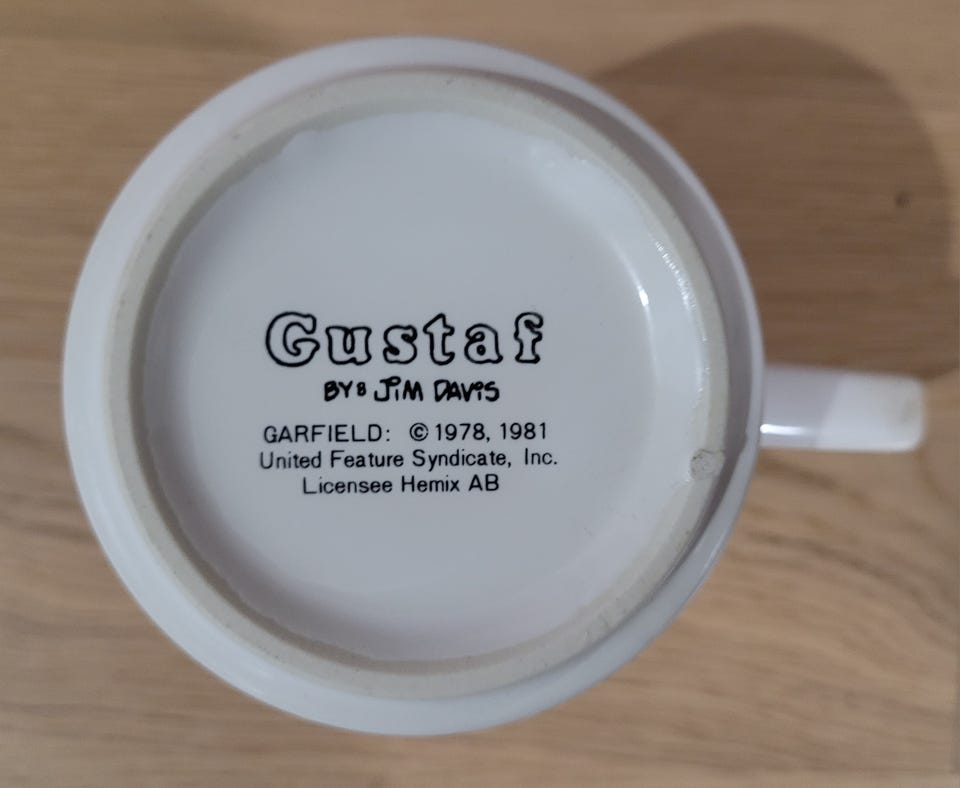 Gustaf
BY: JIM DAVIS
GARFIELD: © 1978, 1981
United Feature Syndicate, Inc.
Licensee Hemix AB